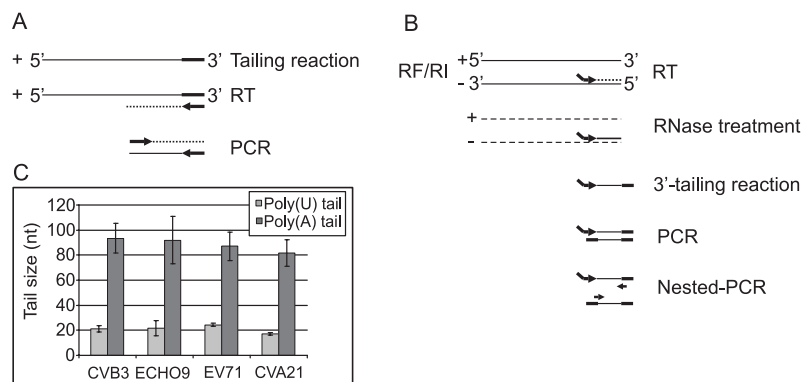 A
+ 5' 3' Tailing reaction
+ 5' 3' RT
PCR
B
RF/RI
+5' 3'
- 3' 5'
RT
+
-
RNase treatment
3'-tailing reaction
PCR
Nested-PCR
C
Poly(U) tail
Poly(A) tail
Tail size (nt)
120
100
80
60
40
20
0
CVB3 ECHO9 EV71 CVA21